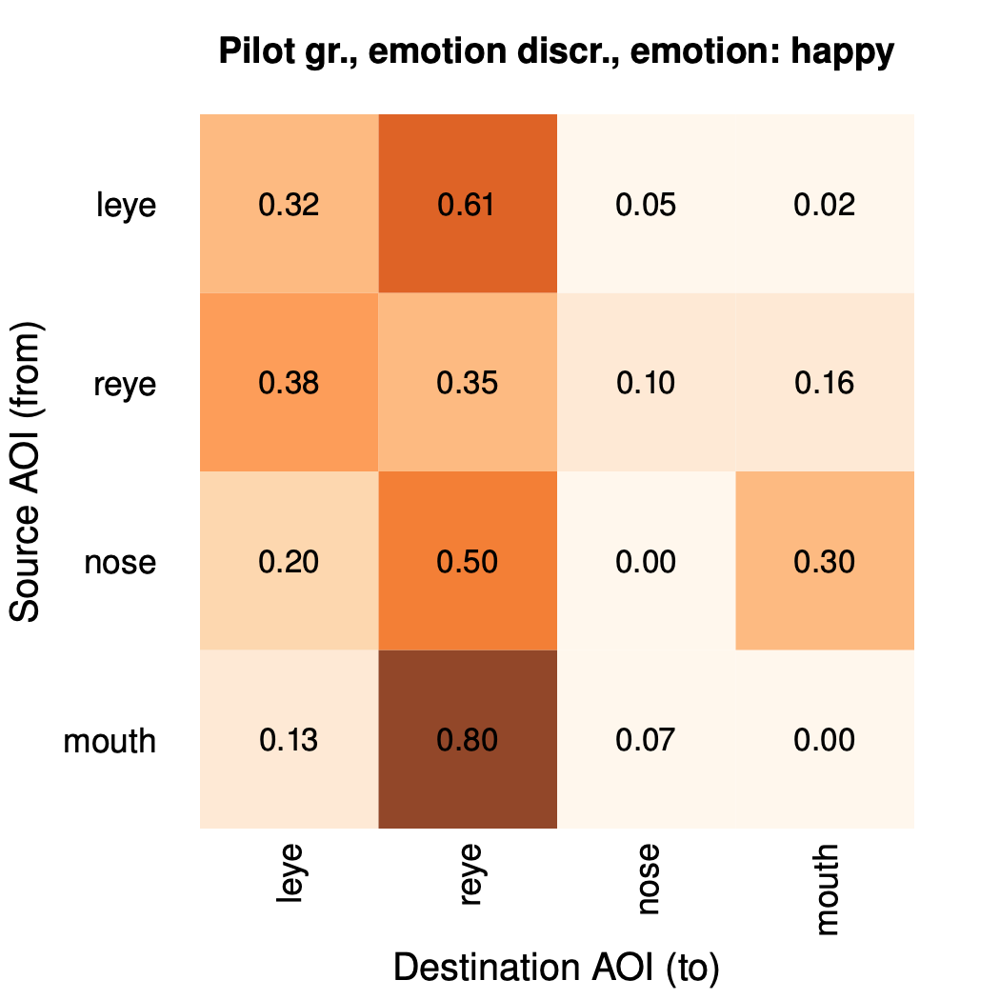 Pilot gr., emotion discr., emotion: happy
Source AOI (from)
leye 0.32 0.61 0.05 0.02
reye 0.38 0.35 0.10 0.16
nose 0.20 0.50 0.00 0.30
mouth 0.13 0.80 0.07 0.00
leye reye nose mouth
Destination AOI (to)